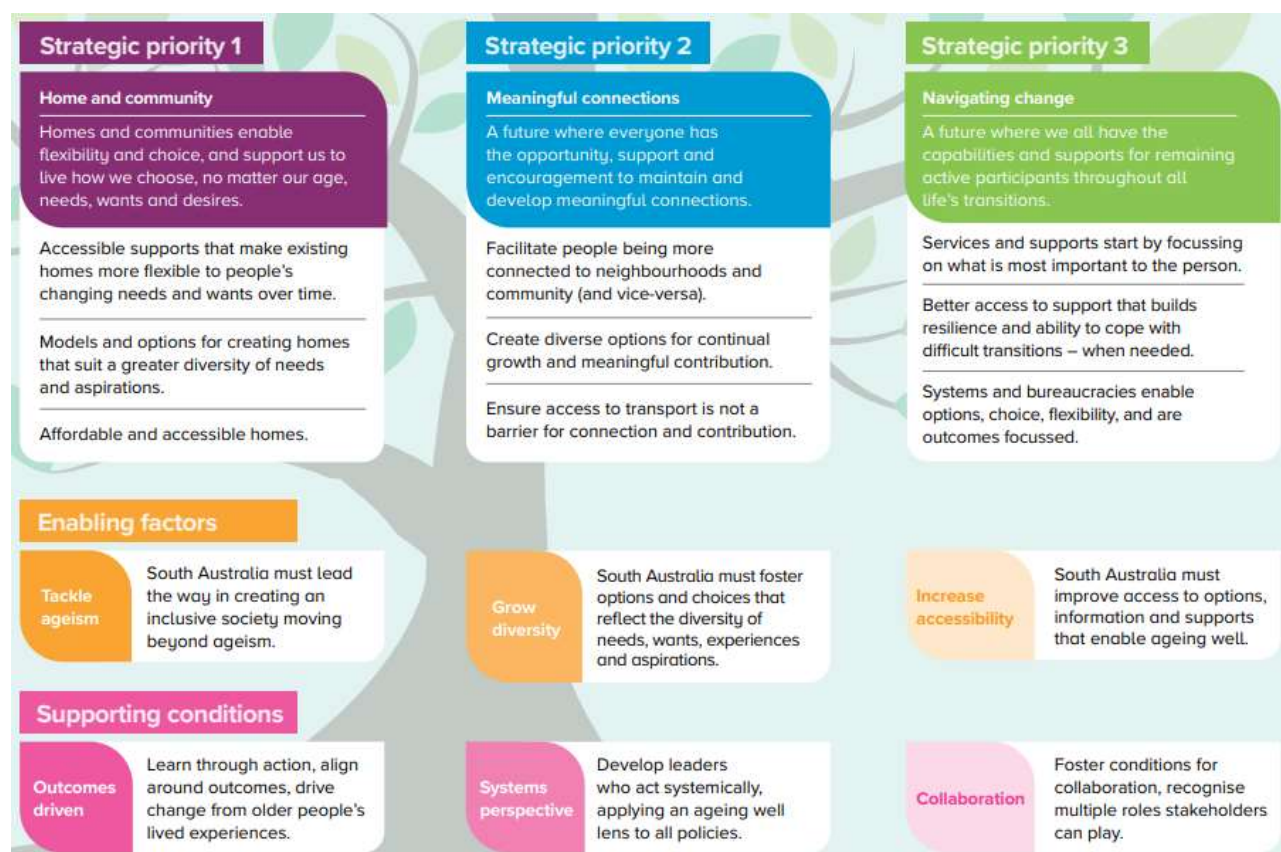 Strategic priority 1
Home and community
Homes and communities enable
flexibility and choice, and support us to
live how we choose, no matter our age,
needs, wants and desires.
Accessible supports that make existing
homes more flexible to people's
changing needs and wants over time.
Models and options for creating homes
that suit a greater diversity of needs
and aspirations.
Affordable and accessible homes.
Strategic priority 2
Meaningful connections
A future where everyone has
the opportunity, support and
encouragement to maintain and
develop meaningful connections.
Facilitate people being more
connected to neighbourhoods and
community (and vice-versa).
Create diverse options for continual
growth and meaningful contribution.
Ensure access to transport is not a
barrier for connection and contribution.
Strategic priority 3
Navigating change
A future where we all have the
capabilities and supports for remaining
active participants throughout all
life's transitions.
Services and supports start by focussing
on what is most important to the person.
Better access to support that builds
resilience and ability to cope with
difficult transitions – when needed.
Systems and bureaucracies enable
options, choice, flexibility, and are
outcomes focussed.
Enabling factors
Tackle
ageism
South Australia must lead
the way in creating an
inclusive society moving
beyond ageism.
Grow
diversity
South Australia must foster
options and choices that
reflect the diversity of
needs, wants, experiences
and aspirations.
Increase
accessibility
South Australia must
improve access to options,
information and supports
that enable ageing well.
Supporting conditions
Outcomes
driven
Learn through action, align
around outcomes, drive
change from older people's
lived experiences.
Systems
perspective
Develop leaders
who act systemically,
applying an ageing well
lens to all policies.
Collaboration
Foster conditions for
collaboration, recognise
multiple roles stakeholders
can play.